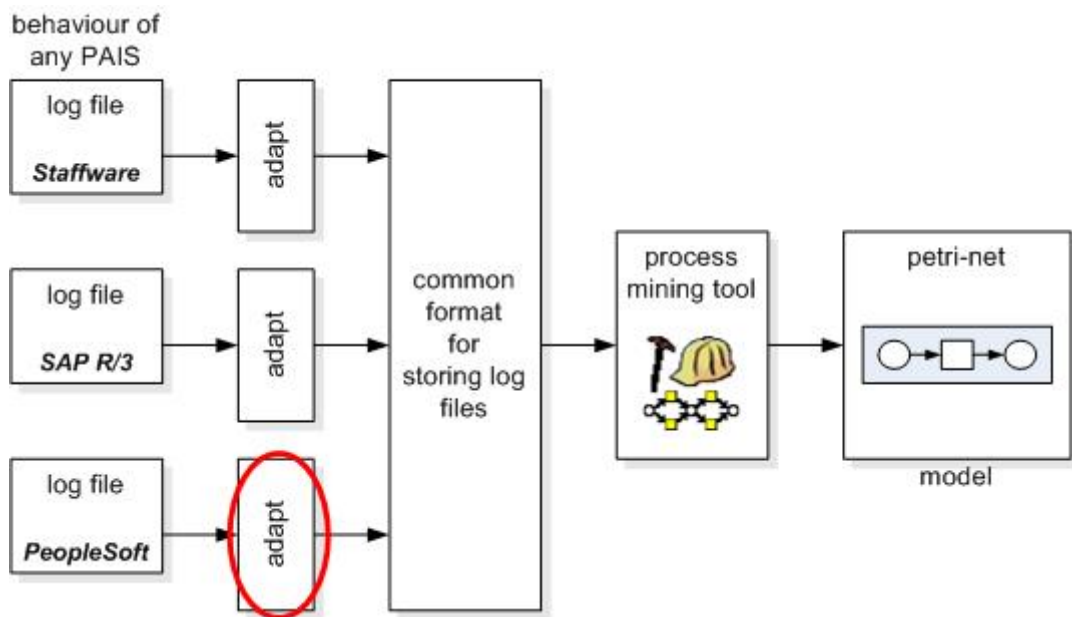 behaviour of
any PAIS
log file
Staffware
adapt
log file
SAP R/3
adapt
log file
PeopleSoft
adapt
common
format
for
storing log
files
process
mining tool
petri-net
model